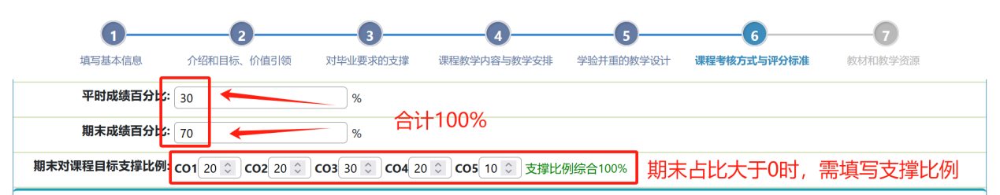 1 2 3 4 5 6 7
填写基本信息 介绍和目标、价值引领 对毕业要求的支撑 课程教学内容与教学安排 学验并重的教学设计 课程考核方式与评分标准 教材和教学资源
平时成绩百分比: 30 %
合计100%
期末成绩百分比: 70 %
期末对课程目标支撑比例: CO1 20 CO2 20 CO3 30 CO4 20 CO5 10 支撑比例综合100% 期末占比大于0时，需填写支撑比例